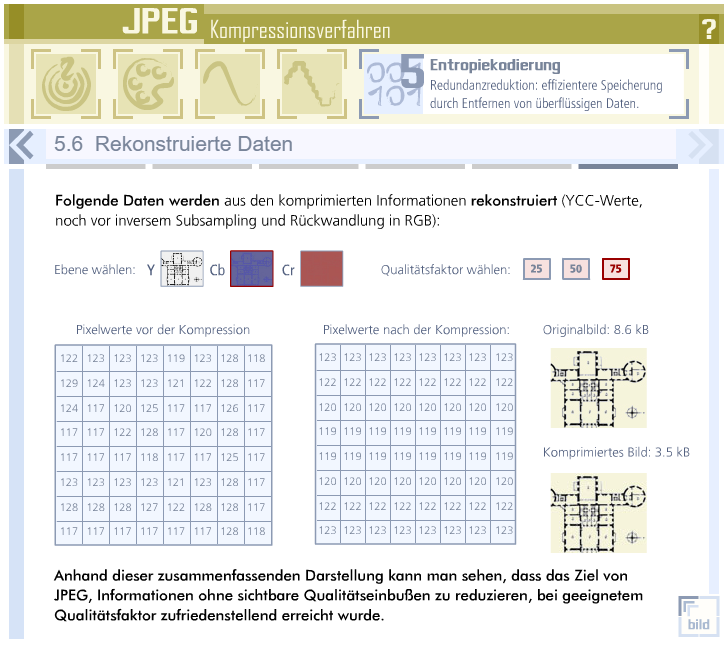 JPEG Kompressionsverfahren ?
5 Entropiekodierung
Redundanzreduktion: effizientere Speicherung
durch Entfernen von überflüssigen Daten.
5.6 Rekonstruierte Daten
Folgende Daten werden aus den komprimierten Informationen rekonstruiert (YCC-Werte,
noch vor inversem Subsampling und Rückwandlung in RGB):
Ebene wählen: Y Cb Cr Qualitätsfaktor wählen: 25 50 75
Pixelwerte vor der Kompression
122 123 123 123 119 123 128 118
129 124 123 123 121 122 128 117
124 117 120 125 117 117 126 117
117 117 122 128 117 120 128 117
117 117 117 118 117 117 125 117
123 123 123 123 117 128 128 117
128 128 128 127 122 128 128 117
117 117 117 117 117 117 128 118
Pixelwerte nach der Kompression:
123 123 123 123 123 123 123 123
122 122 122 122 122 122 122 122
120 120 120 120 120 120 120 120
119 119 119 119 119 119 119 119
119 119 119 119 119 119 119 119
120 120 120 120 120 120 120 120
122 122 122 122 122 122 122 122
123 123 123 123 123 123 123 123
Originalbild: 8.6 kB
Komprimiertes Bild: 3.5 kB
Anhand dieser zusammenfassenden Darstellung kann man sehen, dass das Ziel von
JPEG, Informationen ohne sichtbare Qualitätseinbußen zu reduzieren, bei geeignetem
Qualitätsfaktor zufriedenstellend erreicht wurde.
bild